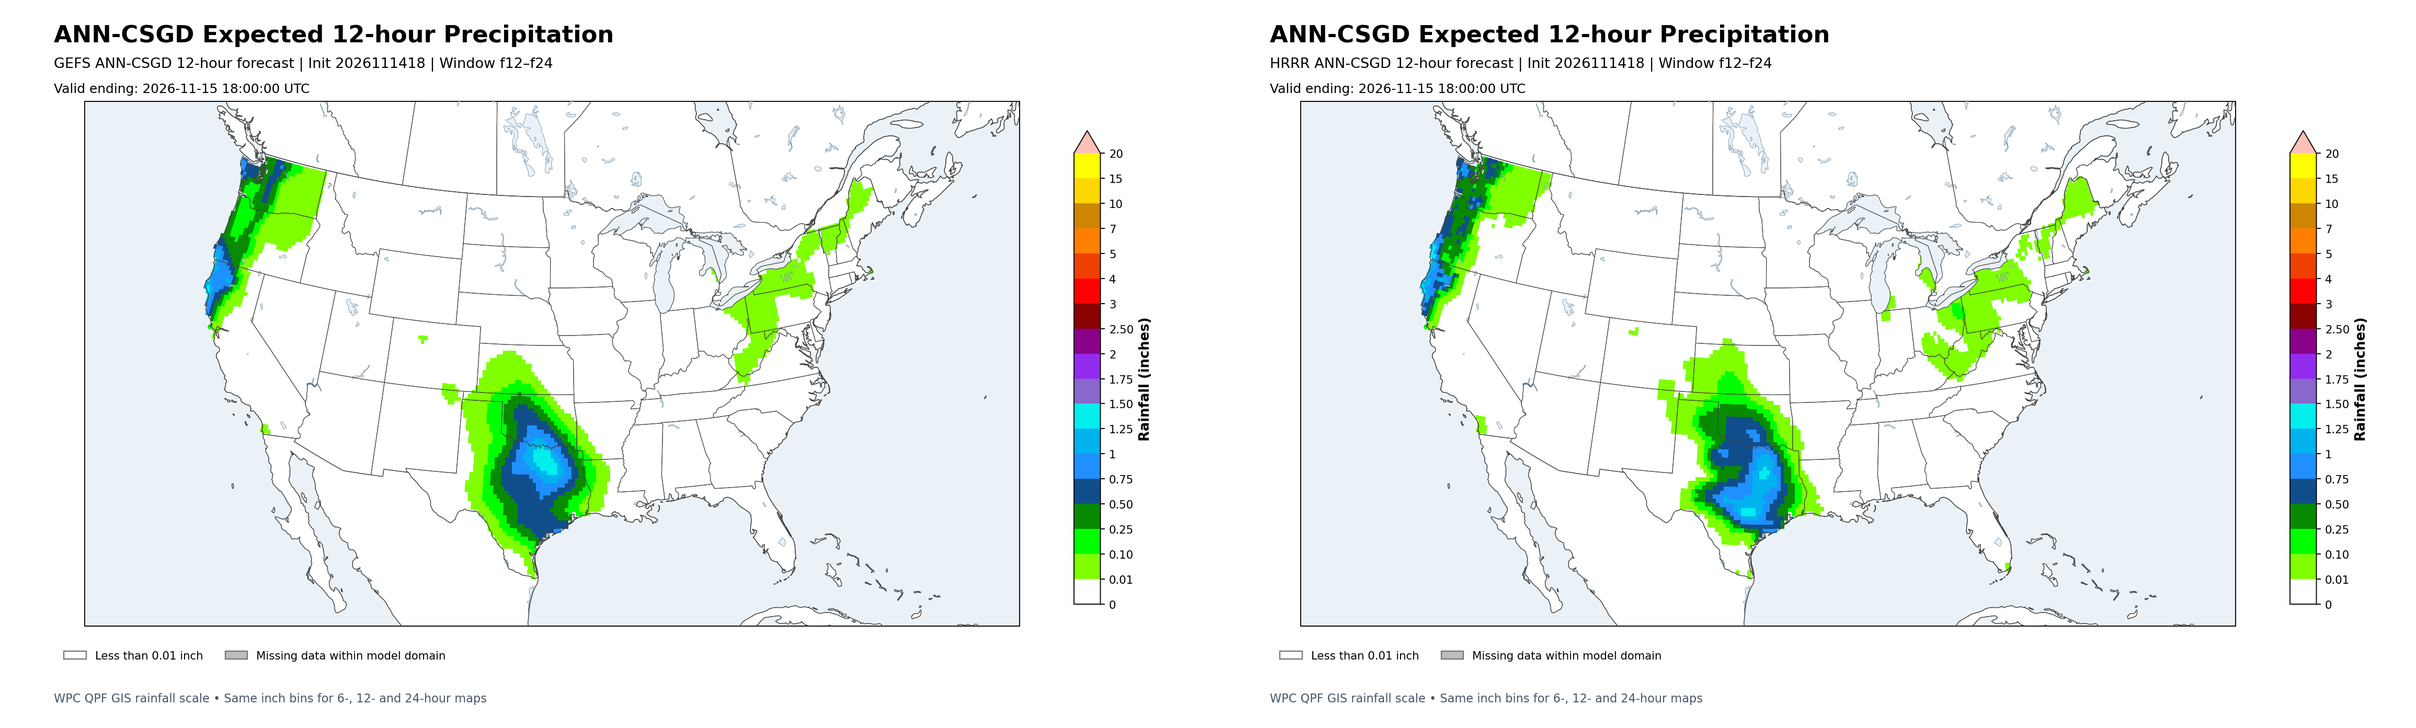 ANN-CSGD Expected 12-hour Precipitation
GEFS ANN-CSGD 12-hour forecast | Init 2026111418 | Window f12–f24
Valid ending: 2026-11-15 18:00:00 UTC
20
15
10
7
5
4
3
2.50
2
1.75
1.50
1.25
1
0.75
0.50
0.25
0.10
0.01
0
Rainfall (inches)
Less than 0.01 inch
Missing data within model domain
WPC QPF GIS rainfall scale • Same inch bins for 6-, 12- and 24-hour maps
ANN-CSGD Expected 12-hour Precipitation
HRRR ANN-CSGD 12-hour forecast | Init 2026111418 | Window f12–f24
Valid ending: 2026-11-15 18:00:00 UTC
20
15
10
7
5
4
3
2.50
2
1.75
1.50
1.25
1
0.75
0.50
0.25
0.10
0.01
0
Rainfall (inches)
Less than 0.01 inch
Missing data within model domain
WPC QPF GIS rainfall scale • Same inch bins for 6-, 12- and 24-hour maps